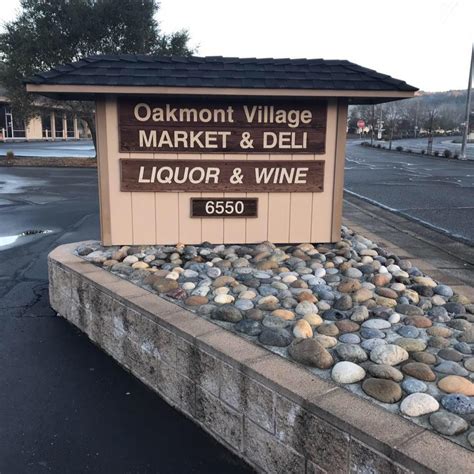 Oakmont Village
MARKET & DELI
LIQUOR & WINE
6550